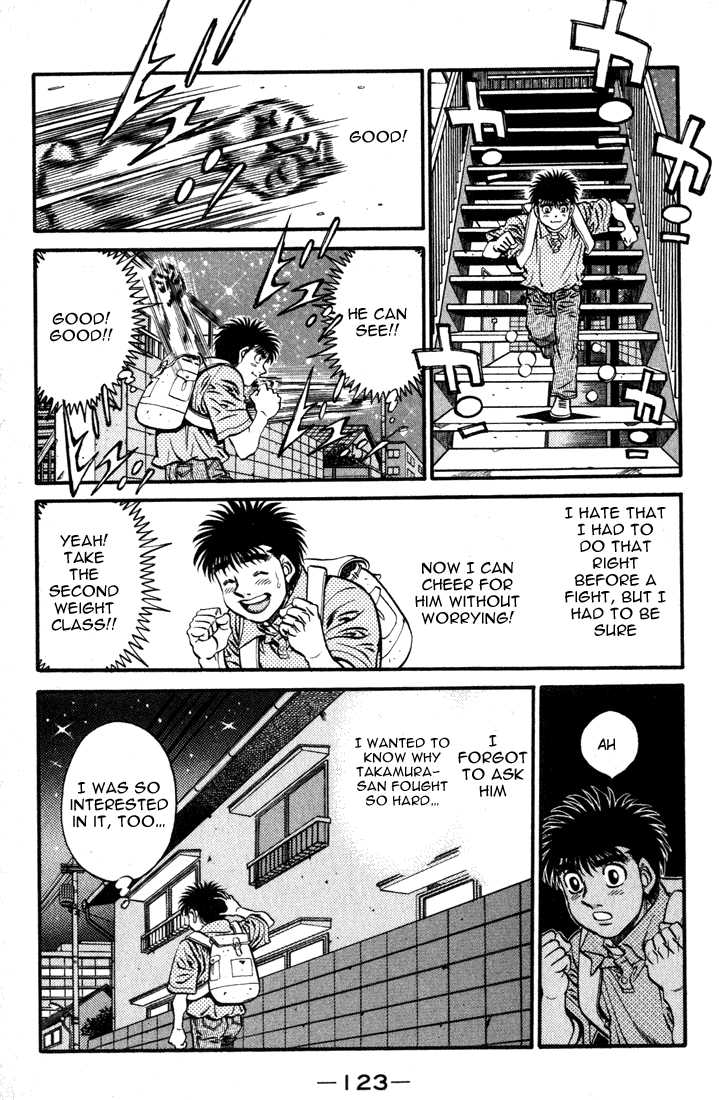 GOOD!
HE CAN
SEE!!
GOOD!
GOOD!!
I HATE THAT
I HAD TO
DO THAT
RIGHT
BEFORE A
FIGHT, BUT I
HAD TO BE
SURE
NOW I CAN
CHEER FOR
HIM WITHOUT
WORRYING!
YEAH!
TAKE
THE
SECOND
WEIGHT
CLASS!!
AH
I
FORGOT
TO ASK
HIM
I WANTED TO
KNOW WHY
TAKAMURA-
SAN FOUGHT
SO HARD...
I WAS SO
INTERESTED
IN IT, TOO...
—123—